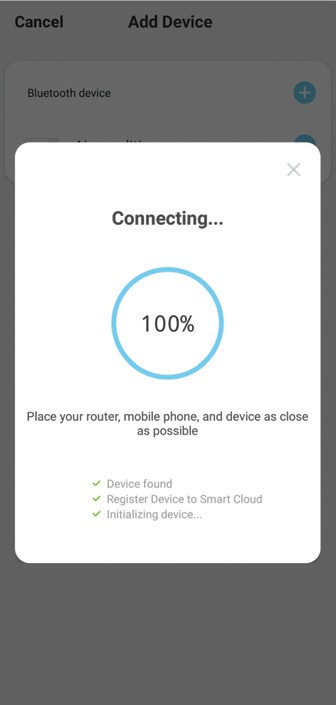 Cancel
Add Device
Bluetooth device
Connecting...
100%
Place your router, mobile phone, and device as close
as possible
Device found
Register Device to Smart Cloud
Initializing device...